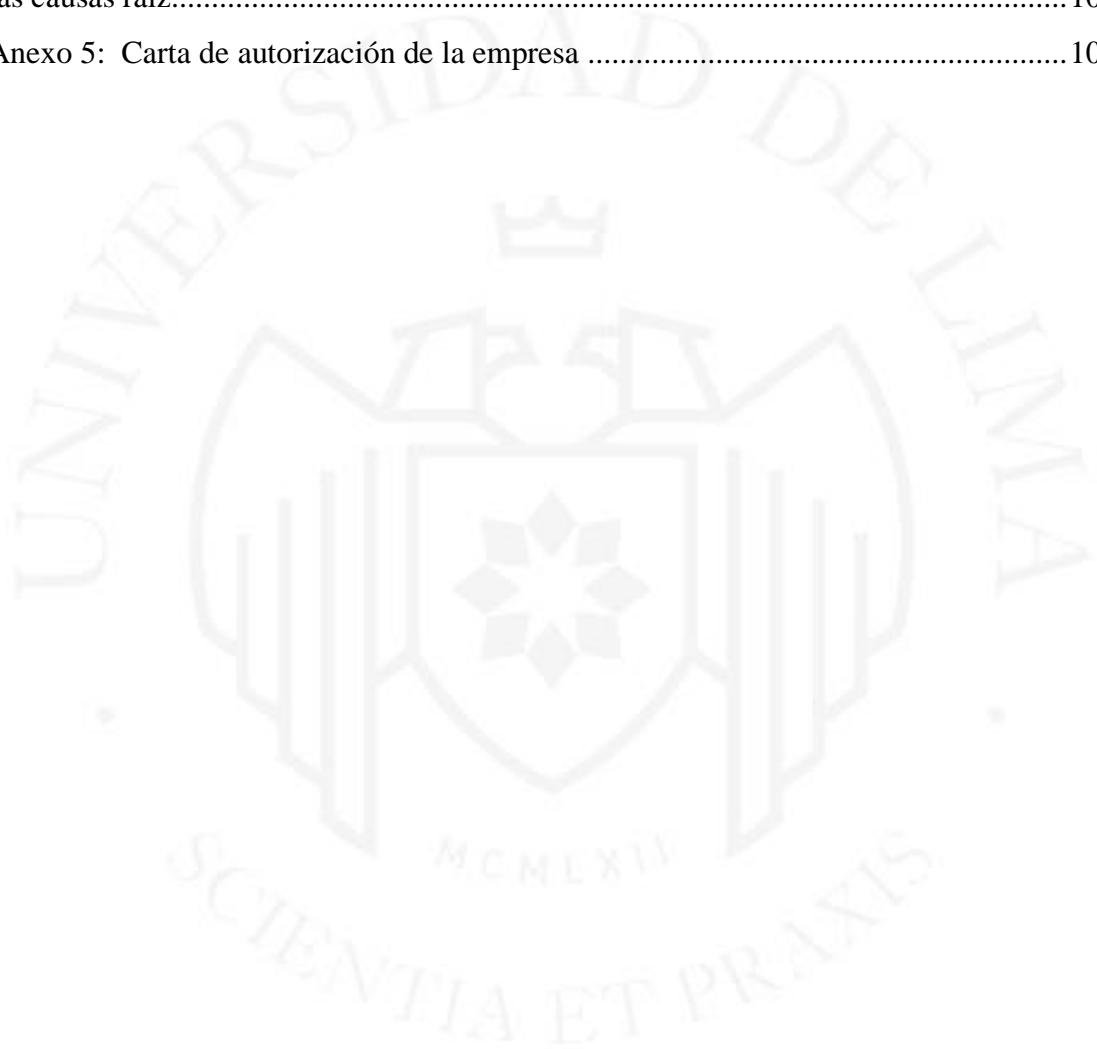 las causas raíz........................................................................................................10
Anexo 5:  Carta de autorización de la empresa ......................................................10
UNIVERSIDAD DE LIMA
MCMLXII
SCIENTIA ET PRAXIS